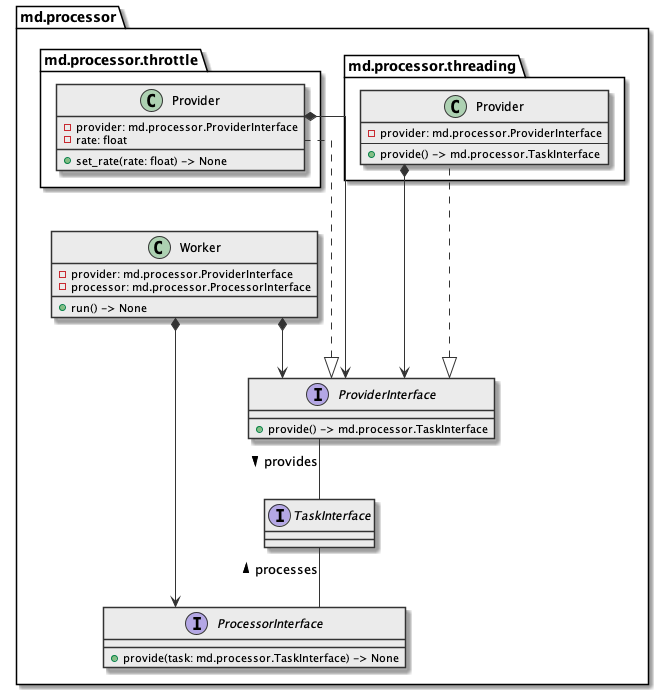 md.processor
md.processor.throttle
C Provider
provider: md.processor.ProviderInterface
rate: float
set_rate(rate: float) -> None
md.processor.threading
C Provider
provider: md.processor.ProviderInterface
provide() -> md.processor.TaskInterface
C Worker
provider: md.processor.ProviderInterface
processor: md.processor.ProcessorInterface
run() -> None
I ProviderInterface
provide() -> md.processor.TaskInterface
provides
I TaskInterface
processes
I ProcessorInterface
provide(task: md.processor.TaskInterface) -> None